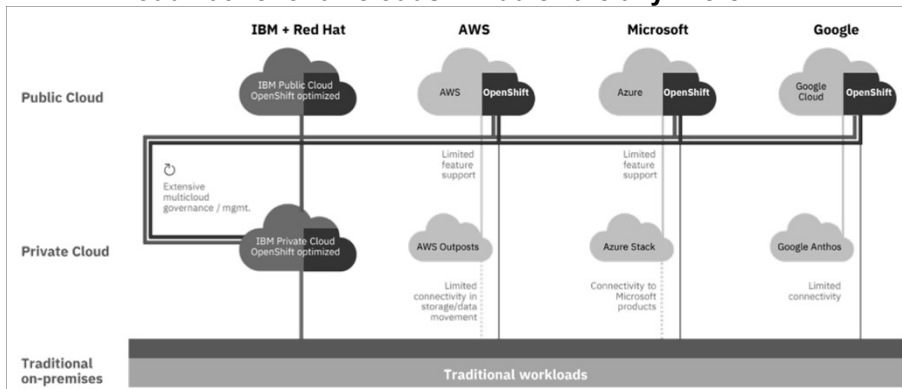 IBM + Red Hat
AWS
Microsoft
Google
Public Cloud
IBM Public Cloud
OpenShift optimized
AWS
OpenShift
Azure
OpenShift
Google
Cloud
OpenShift
Extensive
multicloud
governance / mgmt.
Limited
feature
support
Limited
feature
support
Private Cloud
IBM Private Cloud
OpenShift optimized
AWS Outposts
Azure Stack
Google Anthos
Limited
connectivity in
storage/data
movement
Connectivity to
Microsoft
products
Limited
connectivity
Traditional
on-premises
Traditional workloads